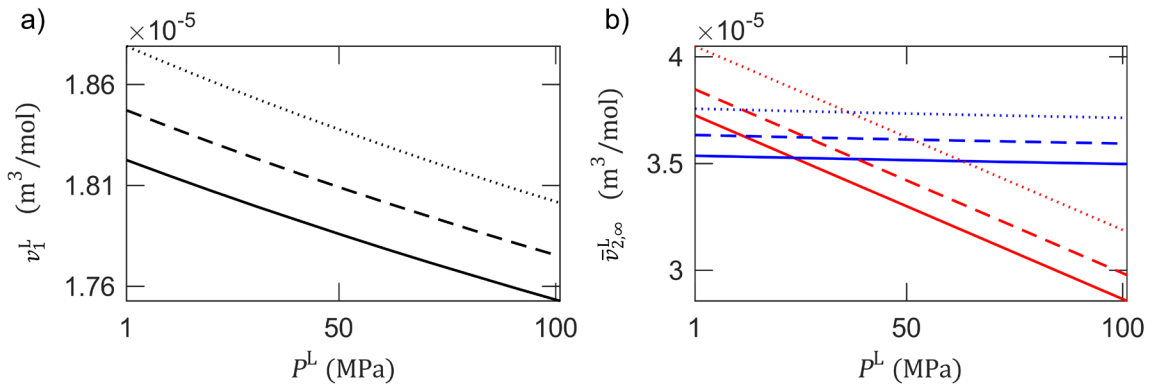 a)
×10⁻⁵
1.86
1.81
1.76
v₁ᴸ (m³/mol)
1
50
100
Pᴸ (MPa)
b)
×10⁻⁵
4
3.5
3
v̄ᴸ₂,∞ (m³/mol)
1
50
100
Pᴸ (MPa)